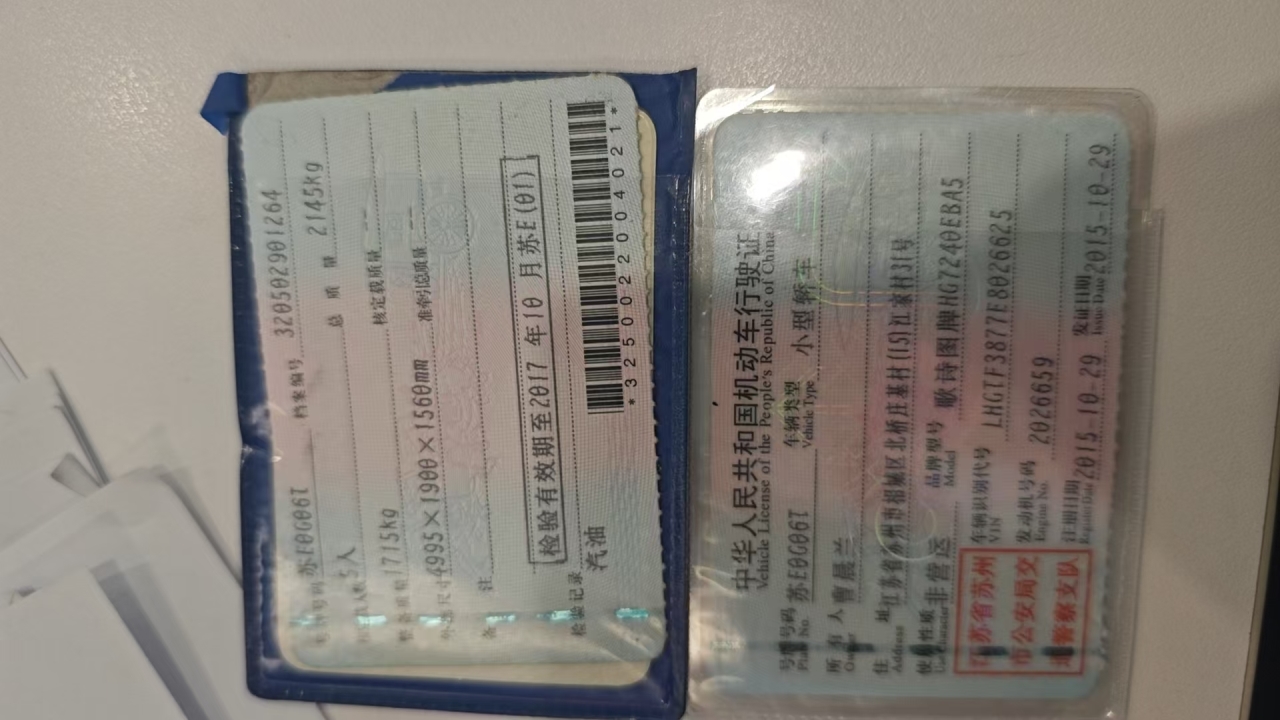 号牌号码 苏E0G06T 档案编号 320502901264
核定载人数 5人 总质量 2145kg
整备质量 1715kg 核定载质量 --
外廓尺寸 4995×1900×1560mm 准牵引总质量 --
备注
检验有效期至2017年10月苏E(01)
检验记录 汽油
*3250022004021*
中华人民共和国机动车行驶证
Vehicle License of the People's Republic of China
号牌号码 苏E0G06T 车辆类型 小型轿车
Plate No. Vehicle Type
所有人 曾晨兰
Owner
住址 江苏省苏州市相城区北桥庄基村(15)江家村31号
Address
使用性质 非营运 品牌型号 歌诗图牌HG7240EBA5
Use Character Model
江苏省苏州
市公安局交
通警察支队
车辆识别代号 LHGTF3877F8026625
VIN
发动机号码 2026659
Engine No.
注册日期 2015-10-29 发证日期 2015-10-29
Register Date Issue Date